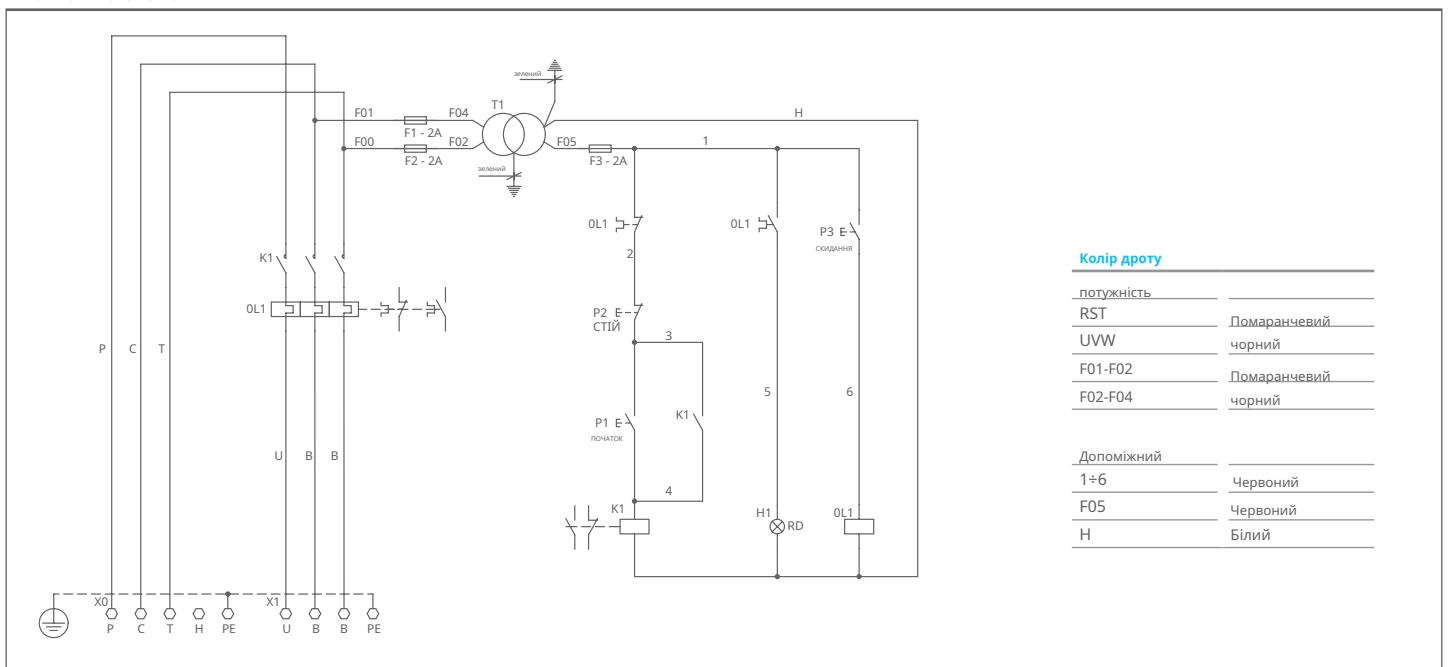 зелений
F01
F04
T1
H
F1 - 2A
F00
F02
F05
1
F2 - 2A
F3 - 2A
зелений
0L1
0L1
P3
СКИДАННЯ
2
K1
0L1
P2
СТІЙ
3
P
C
T
5
6
P1
ПОЧАТОК
K1
U
B
B
4
K1
H1
RD
0L1
X0
X1
P
C
T
H
PE
U
B
B
PE
Колір дроту
потужність
RST Помаранчевий
UVW чорний
F01-F02 Помаранчевий
F02-F04 чорний
Допоміжний
1÷6 Червоний
F05 Червоний
H Білий